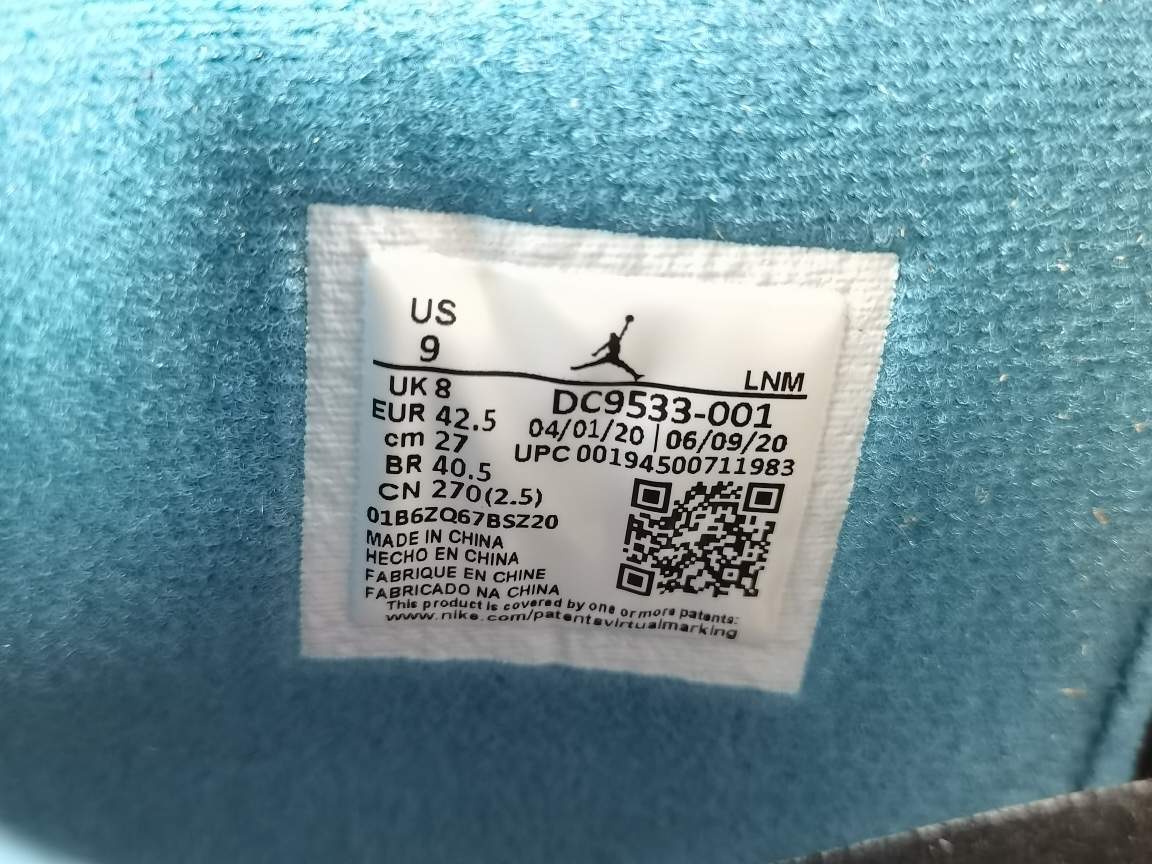 US
9
LNM
UK 8
EUR 42.5
cm 27
BR 40.5
CN 270(2.5)
01B6ZQ67BSZ20
MADE IN CHINA
HECHO EN CHINA
FABRIQUE EN CHINE
FABRICADO NA CHINA
DC9533-001
04/01/20 | 06/09/20
UPC 00194500711983
This product is covered by one or more patents:
www.nike.com/patentsvirtualmarking